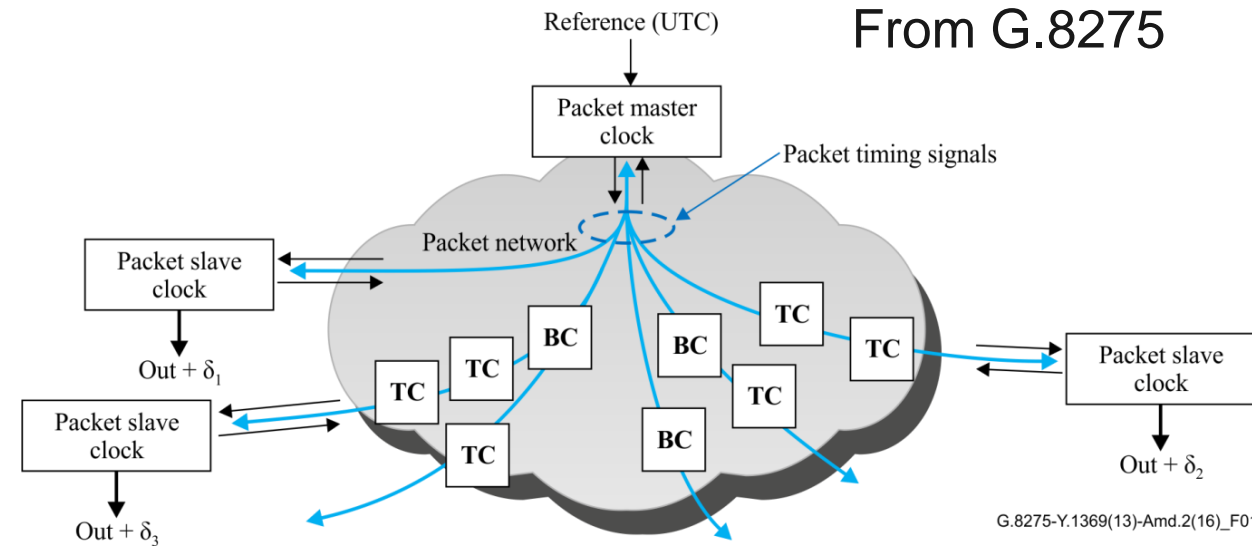 From G.8275
Reference (UTC)
Packet master
clock
Packet timing signals
Packet network
Packet slave
clock
Out + δ₁
BC
TC
BC
TC
TC
TC
TC
Packet slave
clock
Out + δ₂
Packet slave
clock
Out + δ₃
TC
BC
G.8275-Y.1369(13)-Amd.2(16)_F01